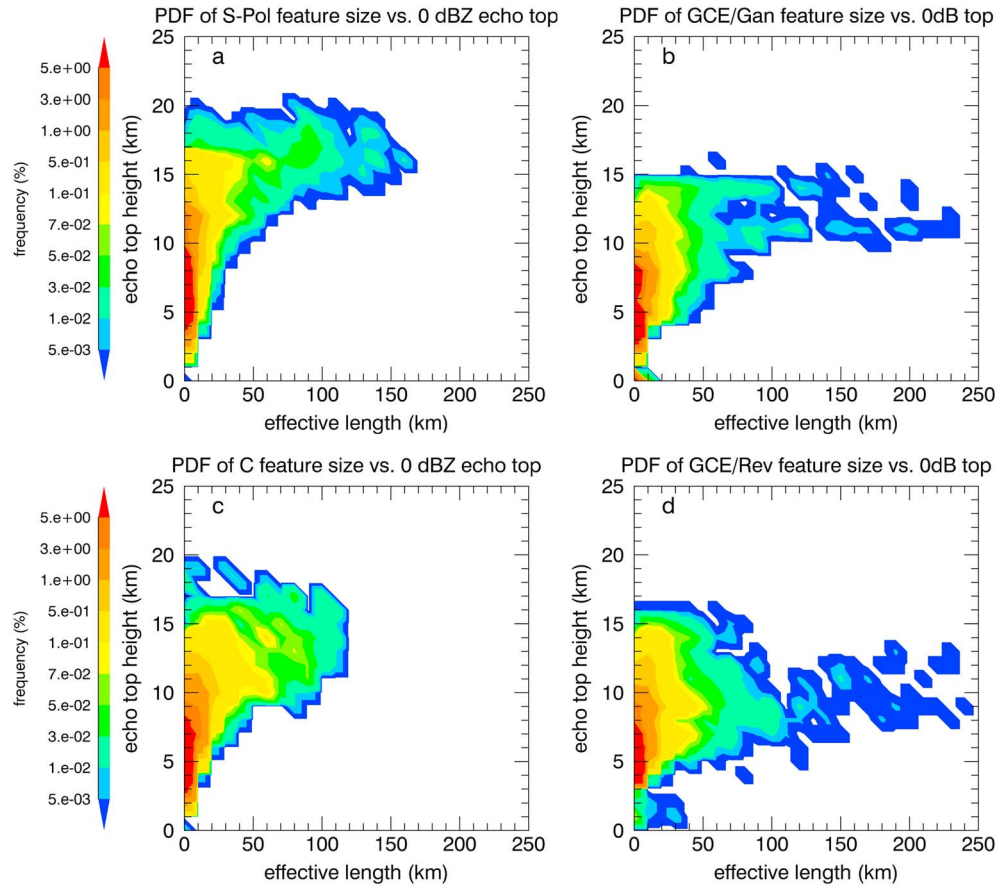 PDF of S-Pol feature size vs. 0 dBZ echo top
PDF of GCE/Gan feature size vs. 0dB top
a
b
25
20
15
10
5
0
echo top height (km)
0 50 100 150 200 250
effective length (km)
25
20
15
10
5
0
echo top height (km)
0 50 100 150 200 250
effective length (km)
frequency (%)
5.e+00
3.e+00
1.e+00
5.e-01
1.e-01
7.e-02
5.e-02
3.e-02
1.e-02
5.e-03
PDF of C feature size vs. 0 dBZ echo top
PDF of GCE/Rev feature size vs. 0dB top
c
d
25
20
15
10
5
0
echo top height (km)
0 50 100 150 200 250
effective length (km)
25
20
15
10
5
0
echo top height (km)
0 50 100 150 200 250
effective length (km)
frequency (%)
5.e+00
3.e+00
1.e+00
5.e-01
1.e-01
7.e-02
5.e-02
3.e-02
1.e-02
5.e-03